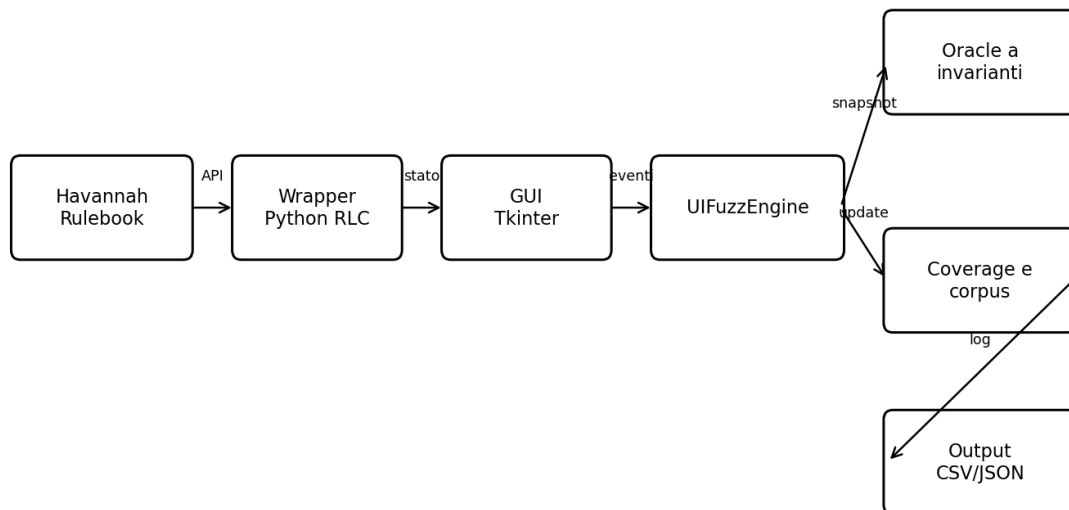 Oracle a
invarianti
snapshot
Havannah
Rulebook
API
Wrapper
Python RLC
stato
GUI
Tkinter
eventi
UIFuzzEngine
update
Coverage e
corpus
log
Output
CSV/JSON